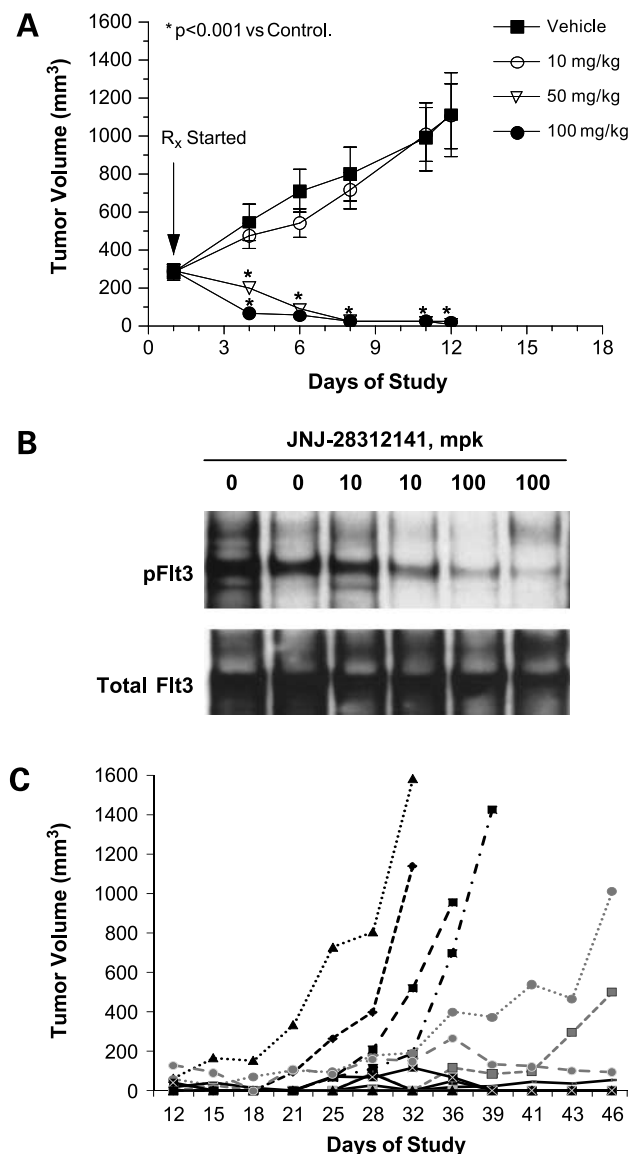 A
* p<0.001 vs Control.
Vehicle
10 mg/kg
50 mg/kg
100 mg/kg
Rx Started
Tumor Volume (mm³)
1600
1400
1200
1000
800
600
400
200
0
* * * * *
*
0 3 6 9 12 15 18
Days of Study
B
JNJ-28312141, mpk
0 0 10 10 100 100
pFlt3
Total Flt3
C
Tumor Volume (mm³)
1600
1400
1200
1000
800
600
400
200
0
12 15 18 21 25 28 32 36 39 41 43 46
Days of Study